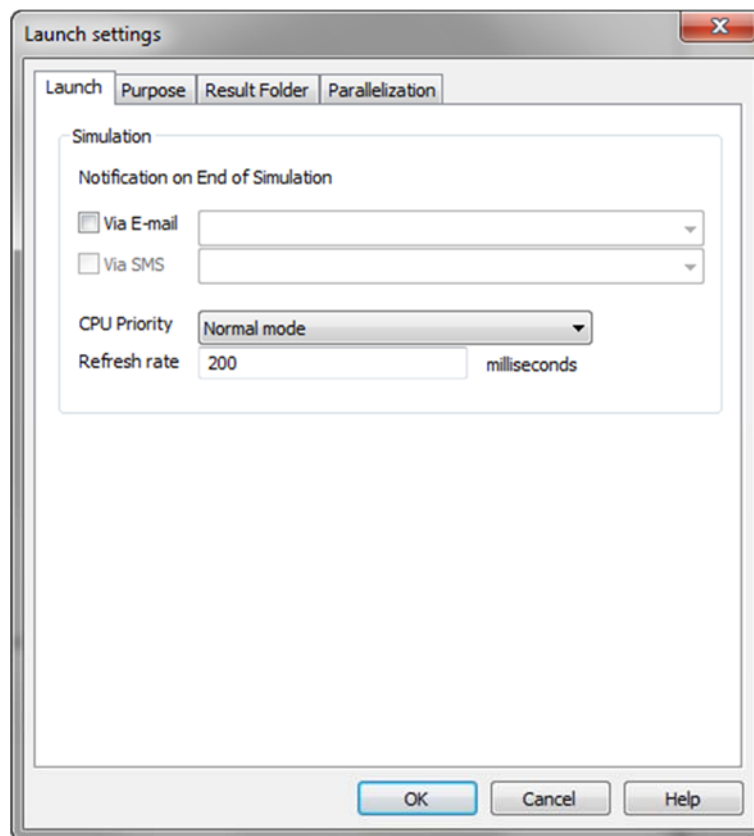 Launch settings
Launch Purpose Result Folder Parallelization
Simulation
Notification on End of Simulation
Via E-mail
Via SMS
CPU Priority Normal mode
Refresh rate 200 milliseconds
OK Cancel Help